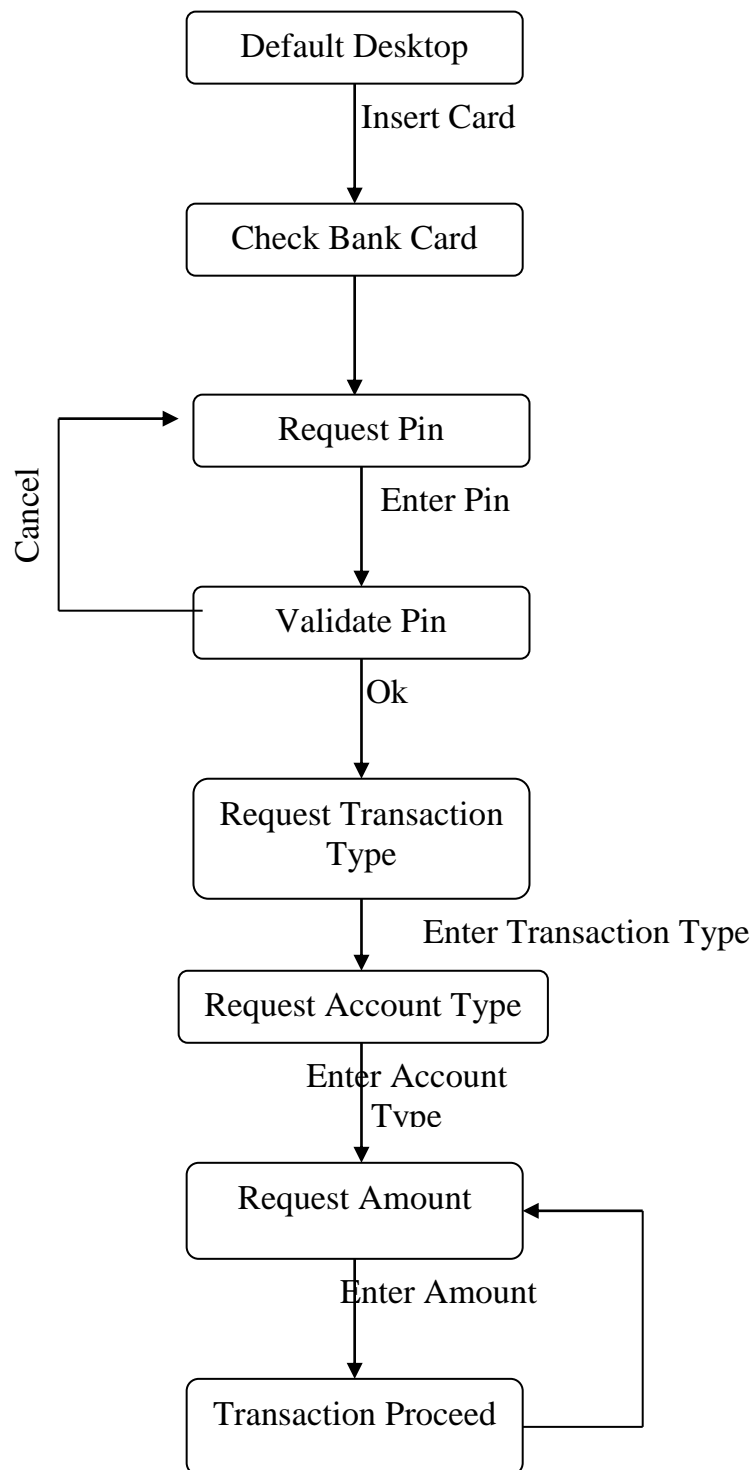 Default Desktop
Insert Card
Check Bank Card
Request Pin
Enter Pin
Cancel
Validate Pin
Ok
Request Transaction
Type
Enter Transaction Type
Request Account Type
Enter Account
Type
Request Amount
Enter Amount
Transaction Proceed